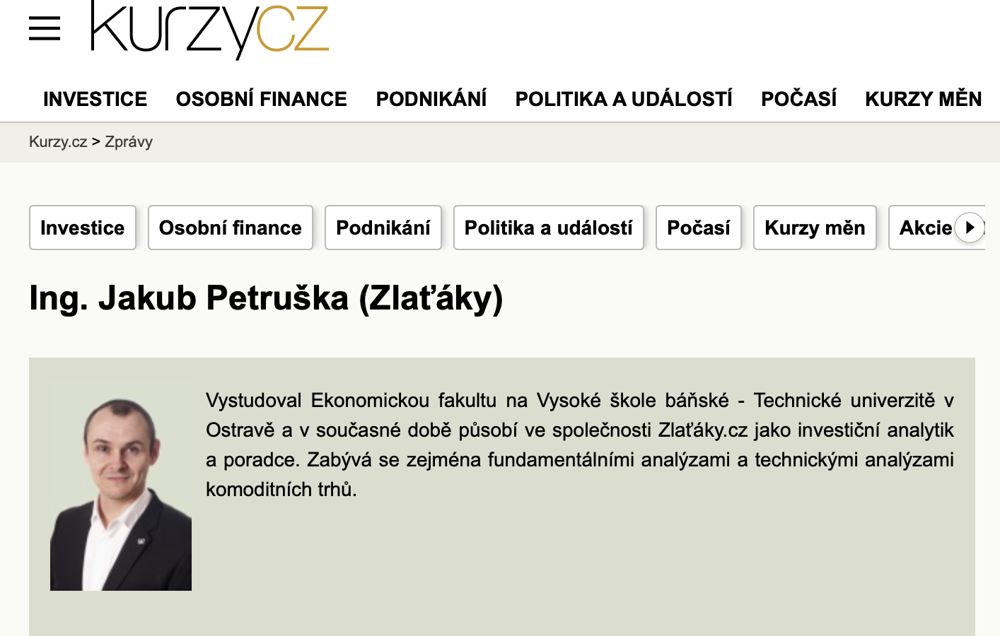 kurzycz
INVESTICE OSOBNÍ FINANCE PODNIKÁNÍ POLITIKA A UDÁLOSTÍ POČASÍ KURZY MĚN
Kurzy.cz > Zprávy
Investice Osobní finance Podnikání Politika a událostí Počasí Kurzy měn Akcie
Ing. Jakub Petruška (Zlaťáky)
Vystudoval Ekonomickou fakultu na Vysoké škole báňské - Technické univerzitě v
Ostravě a v současné době působí ve společnosti Zlaťáky.cz jako investiční analytik
a poradce. Zabývá se zejména fundamentálními analýzami a technickými analýzami
komoditních trhů.